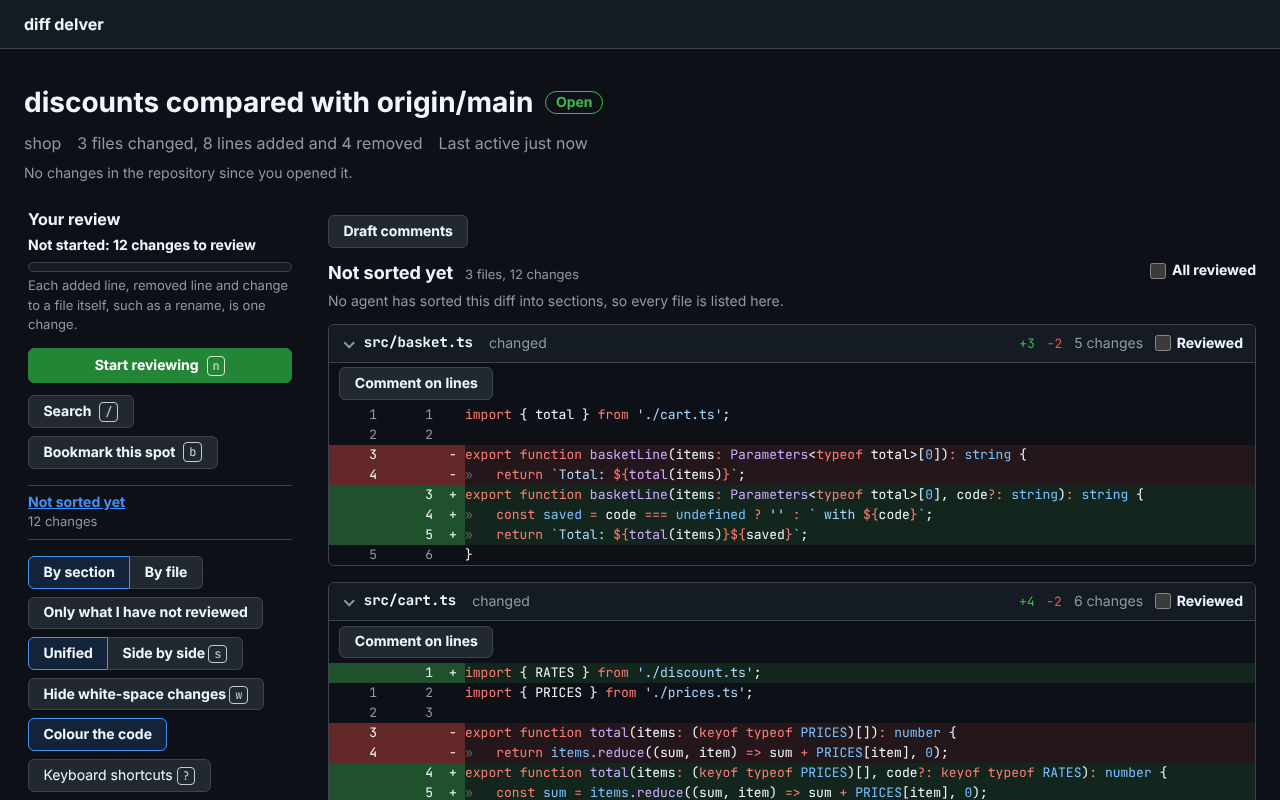 diff delver
discounts compared with origin/main Open
shop 3 files changed, 8 lines added and 4 removed Last active just now
No changes in the repository since you opened it.
Your review
Not started: 12 changes to review
Each added line, removed line and change
to a file itself, such as a rename, is one
change.
Start reviewing n
Search /
Bookmark this spot b
Not sorted yet
12 changes
By section By file
Only what I have not reviewed
Unified Side by side s
Hide white-space changes w
Colour the code
Keyboard shortcuts ?
Draft comments
Not sorted yet 3 files, 12 changes All reviewed
No agent has sorted this diff into sections, so every file is listed here.
src/basket.ts changed +3 -2 5 changes Reviewed
Comment on lines
1 1 import { total } from './cart.ts';
2 2
3 - export function basketLine(items: Parameters<typeof total>[0]): string {
4 - » return `Total: ${total(items)}`;
3 + export function basketLine(items: Parameters<typeof total>[0], code?: string): string {
4 + » const saved = code === undefined ? '' : ` with ${code}`;
5 + » return `Total: ${total(items)}${saved}`;
5 6 }
src/cart.ts changed +4 -2 6 changes Reviewed
Comment on lines
1 + import { RATES } from './discount.ts';
1 2 import { PRICES } from './prices.ts';
2 3
3 - export function total(items: (keyof typeof PRICES)[]): number {
4 - » return items.reduce((sum, item) => sum + PRICES[item], 0);
4 + export function total(items: (keyof typeof PRICES)[], code?: keyof typeof RATES): number {
5 + » const sum = items.reduce((sum, item) => sum + PRICES[item], 0);